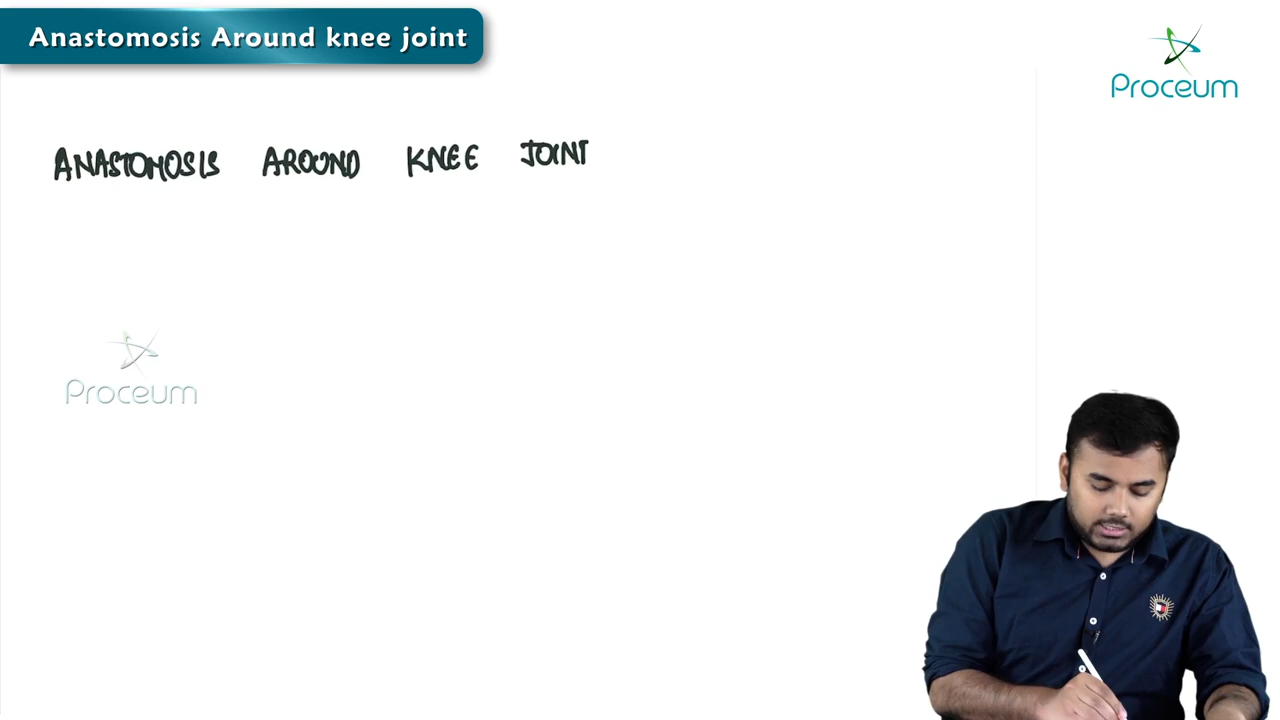 Anastomosis Around knee joint
Proceum
ANASTOMOSIS AROUND KNEE JOINT
Proceum